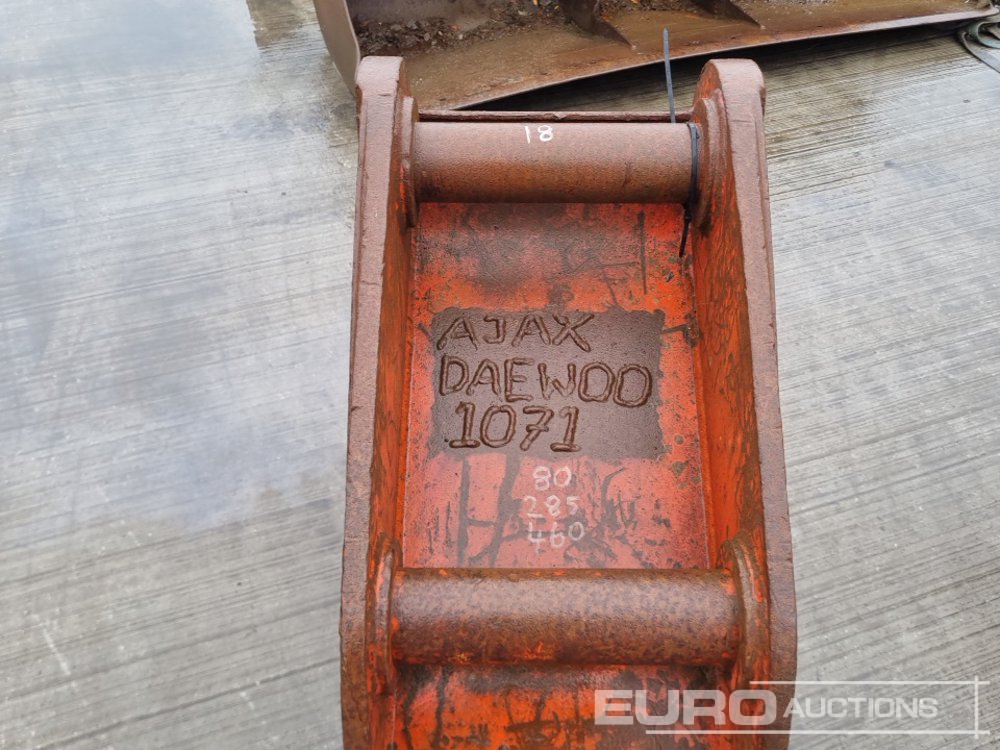 18
AJAX
DAEWOO
1071
80
285
460
EURO AUCTIONS